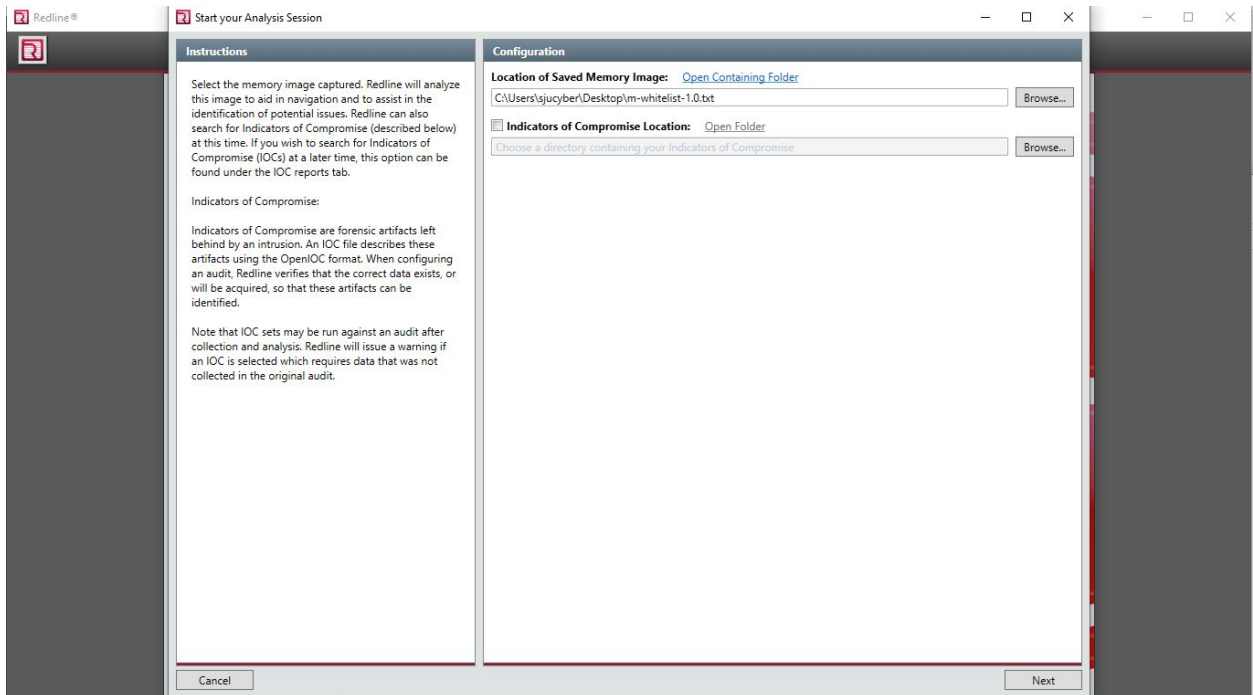 Redline®
Start your Analysis Session
Instructions
Select the memory image captured. Redline will analyze
this image to aid in navigation and to assist in the
identification of potential issues. Redline can also
search for Indicators of Compromise (described below)
at this time. If you wish to search for Indicators of
Compromise (IOCs) at a later time, this option can be
found under the IOC reports tab.
Indicators of Compromise:
Indicators of Compromise are forensic artifacts left
behind by an intrusion. An IOC file describes these
artifacts using the OpenIOC format. When configuring
an audit, Redline verifies that the correct data exists, or
will be acquired, so that these artifacts can be
identified.
Note that IOC sets may be run against an audit after
collection and analysis. Redline will issue a warning if
an IOC is selected which requires data that was not
collected in the original audit.
Configuration
Location of Saved Memory Image: Open Containing Folder
C:\Users\sjucyber\Desktop\m-whitelist-1.0.txt Browse...
Indicators of Compromise Location: Open Folder
Choose a directory containing your Indicators of Compromise Browse...
Cancel Next